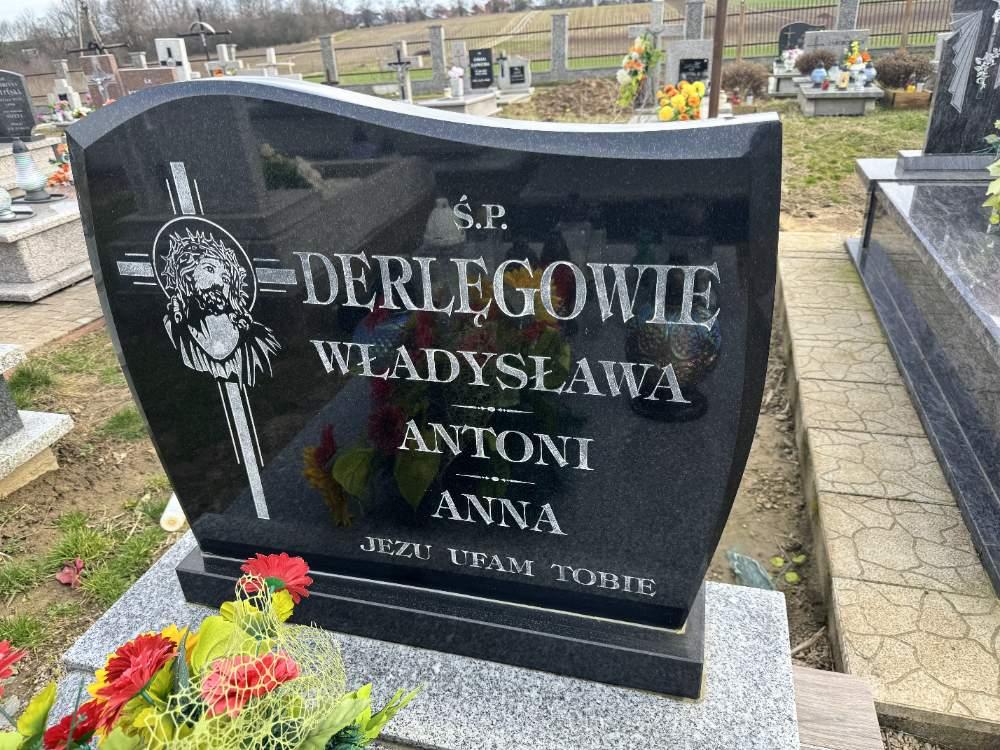 Ś.P.
DERLĘGOWIE
WŁADYSŁAWA
ANTONI
ANNA
JEZU UFAM TOBIE